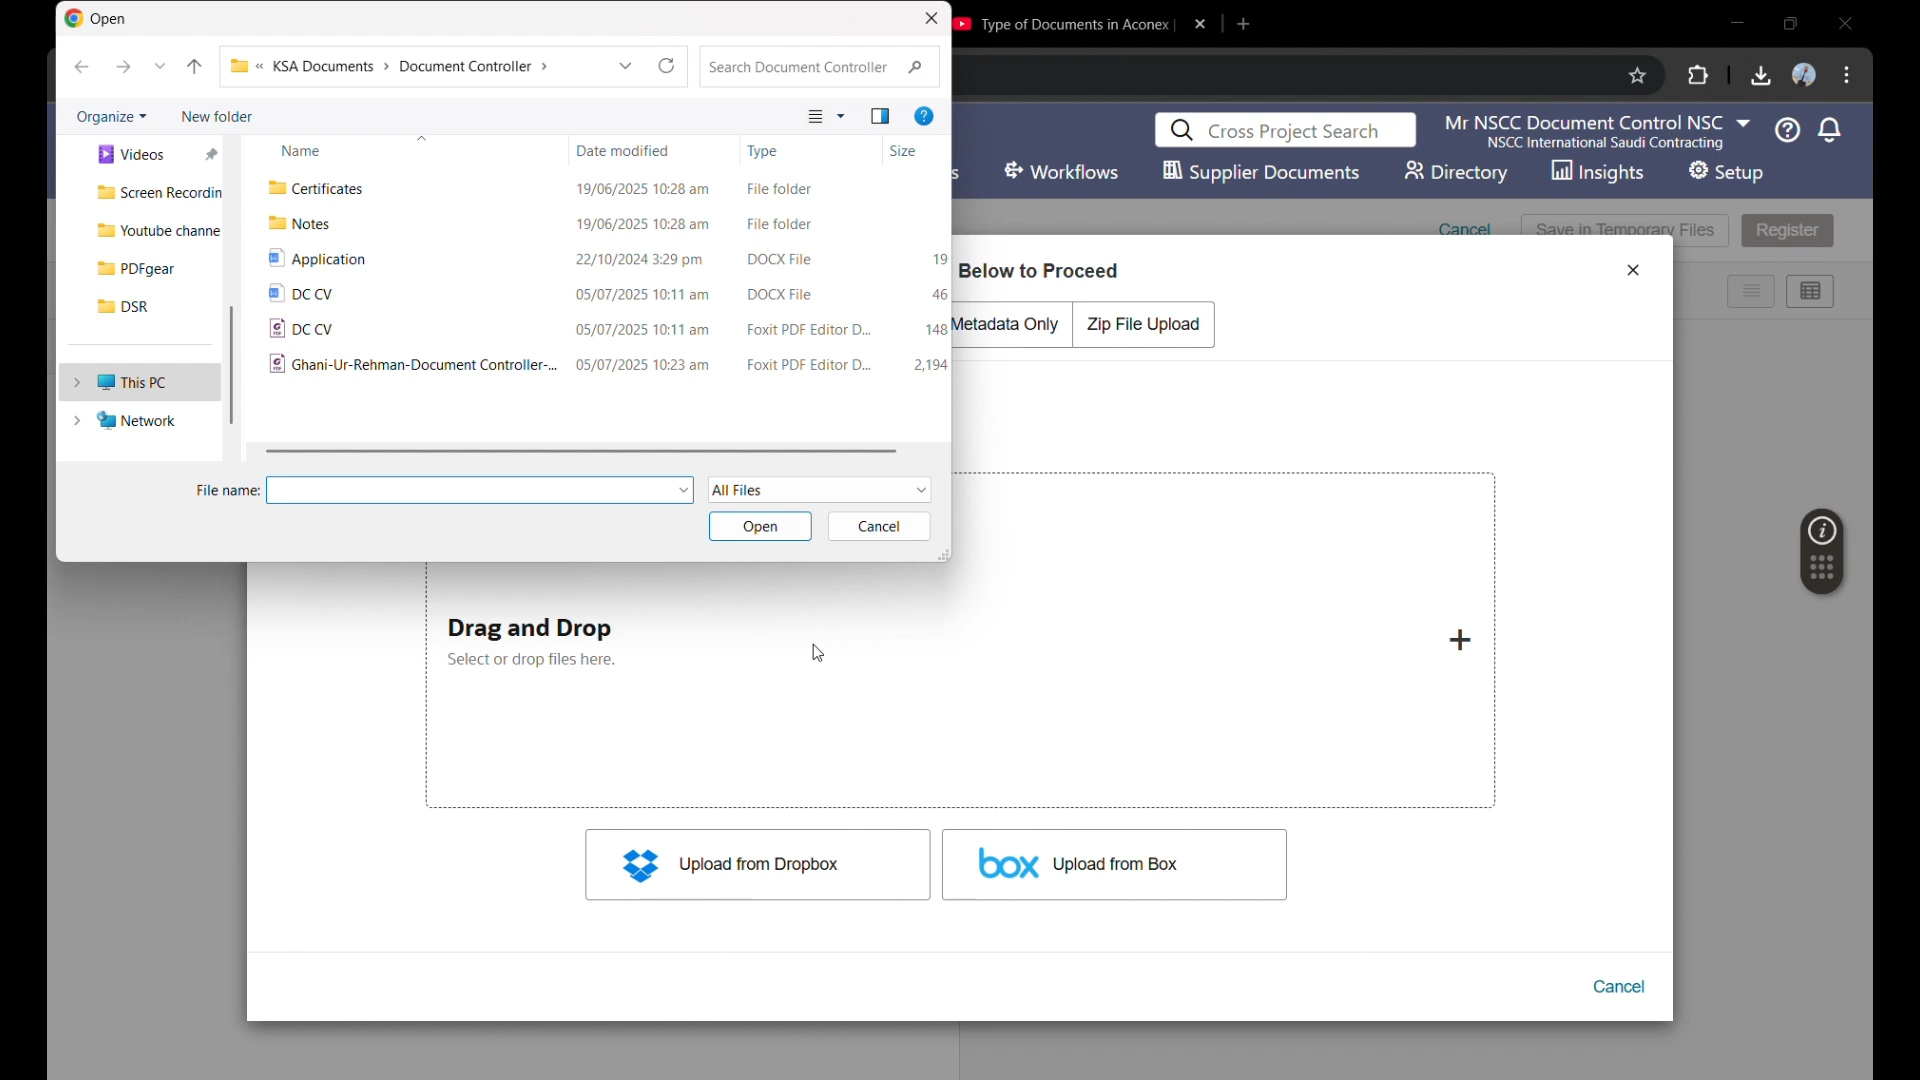 Open
Type of Documents in Aconex
« KSA Documents › Document Controller ›
Search Document Controller
Organize
New folder
Mr NSCC Document Control NSC
NSCC International Saudi Contracting
Cross Project Search
s
Workflows
Supplier Documents
Directory
Insights
Setup
Cancel
Save in Temporary Files
Register
Videos
Screen Recordin
Youtube channe
PDFgear
DSR
This PC
Network
Name
Date modified
Type
Size
Certificates 19/06/2025 10:28 am File folder
Notes 19/06/2025 10:28 am File folder
Application 22/10/2024 3:29 pm DOCX File 19
DC CV 05/07/2025 10:11 am DOCX File 46
DC CV 05/07/2025 10:11 am Foxit PDF Editor D... 148
Ghani-Ur-Rehman-Document Controller-... 05/07/2025 10:23 am Foxit PDF Editor D... 2,194
File name:
All Files
Open
Cancel
Below to Proceed
Metadata Only
Zip File Upload
Drag and Drop
Select or drop files here.
+
Upload from Dropbox
box Upload from Box
Cancel